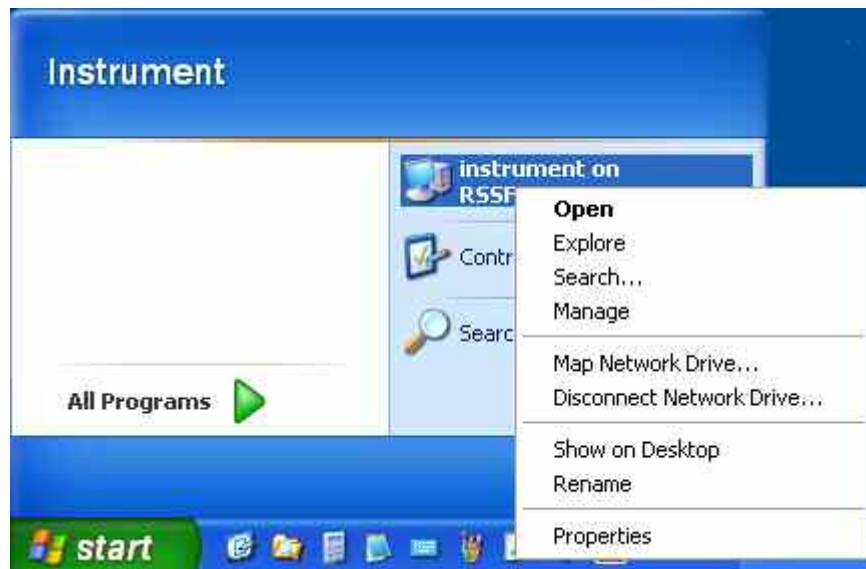 Instrument
instrument on
RSSF
Contr
Searc
All Programs
Open
Explore
Search...
Manage
Map Network Drive...
Disconnect Network Drive...
Show on Desktop
Rename
Properties
start